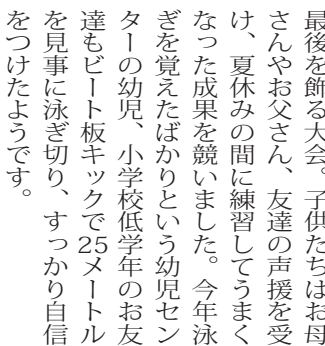 最後を飾る大会。子供たちはお母
さんやお父さん、友達の声援を受
け、夏休みの間に練習してうまく
なった成果を競いました。今年泳
ぎを覚えたばかりという幼児セン
ターの幼児、小学校低学年のお友
達もビート板キックで25メートル
を見事に泳ぎ切り、すっかり自信
をつけたようです。